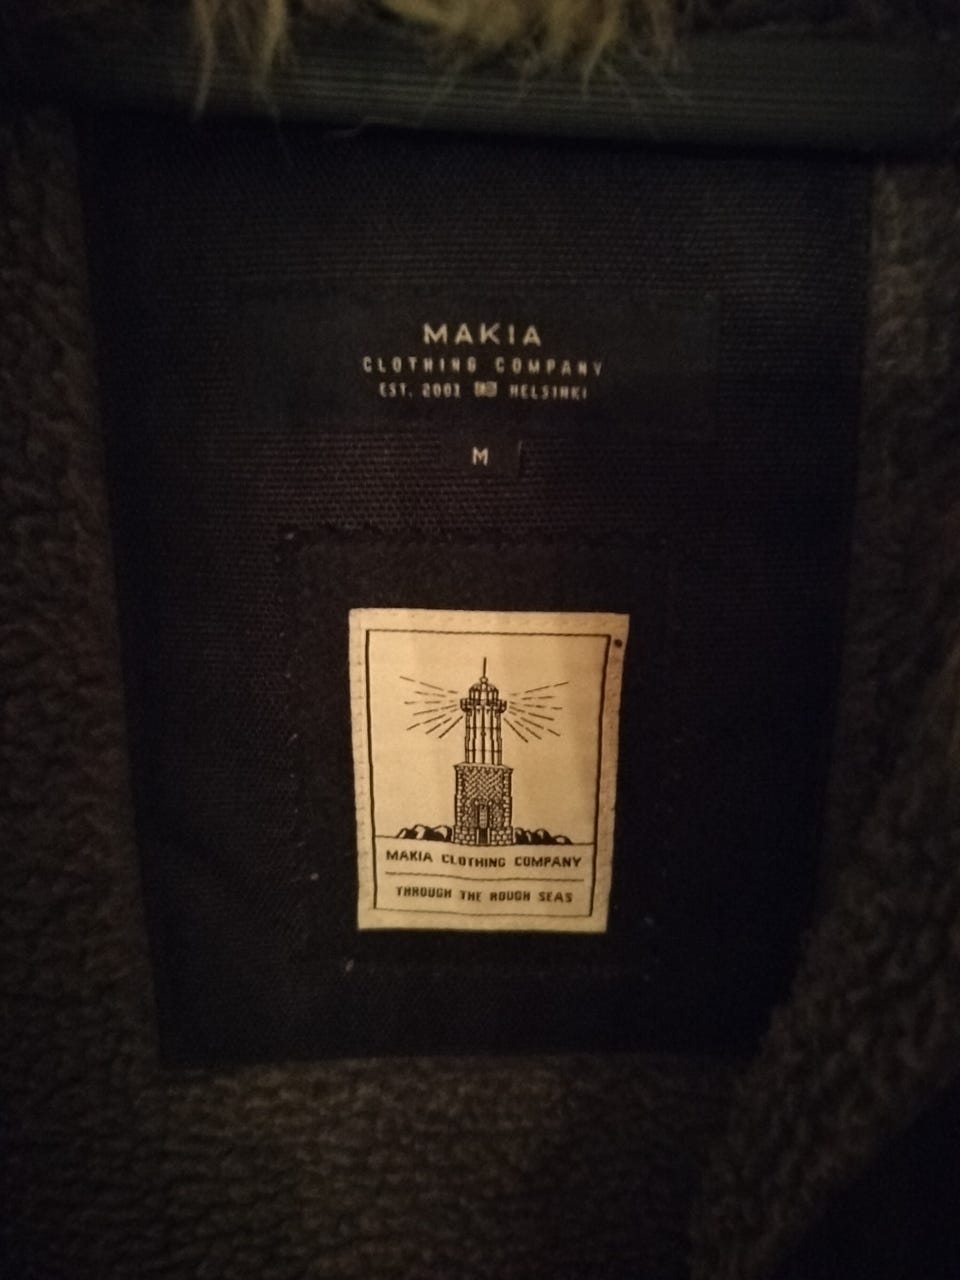 MAKIA
CLOTHING COMPANY
EST. 2001 HELSINKI
M
MAKIA CLOTHING COMPANY
THROUGH THE ROUGH SEAS